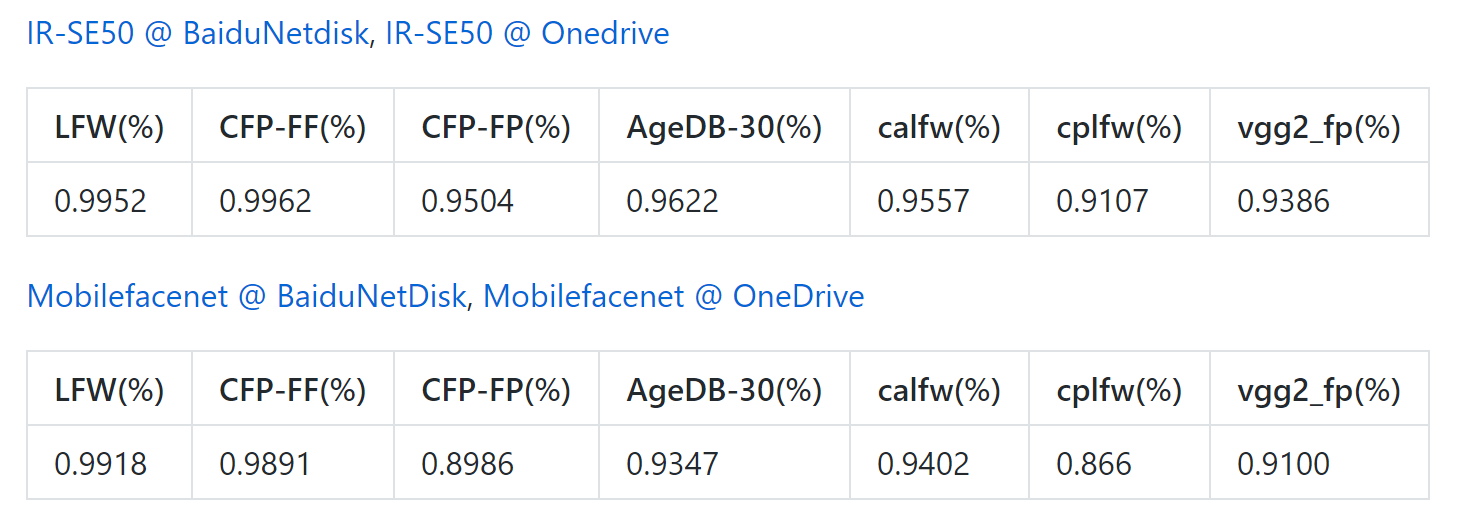 IR-SE50 @ BaiduNetdisk, IR-SE50 @ Onedrive
LFW(%) CFP-FF(%) CFP-FP(%) AgeDB-30(%) calfw(%) cplfw(%) vgg2_fp(%)
0.9952 0.9962 0.9504 0.9622 0.9557 0.9107 0.9386
Mobilefacenet @ BaiduNetDisk, Mobilefacenet @ OneDrive
LFW(%) CFP-FF(%) CFP-FP(%) AgeDB-30(%) calfw(%) cplfw(%) vgg2_fp(%)
0.9918 0.9891 0.8986 0.9347 0.9402 0.866 0.9100